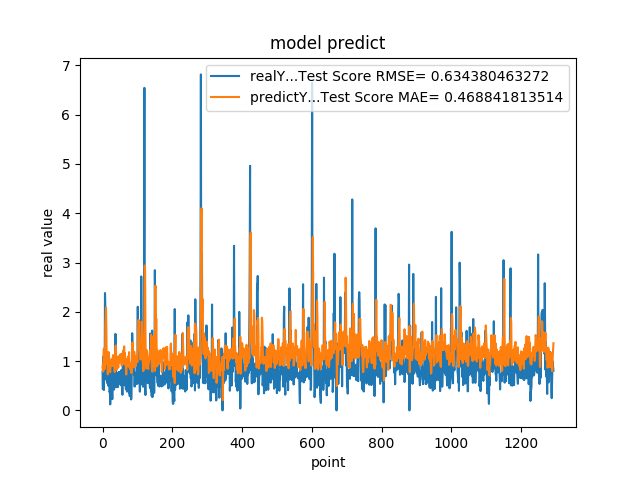 model predict
realY...Test Score RMSE= 0.634380463272
predictY...Test Score MAE= 0.468841813514
real value
7
6
5
4
3
2
1
0
0 200 400 600 800 1000 1200
point